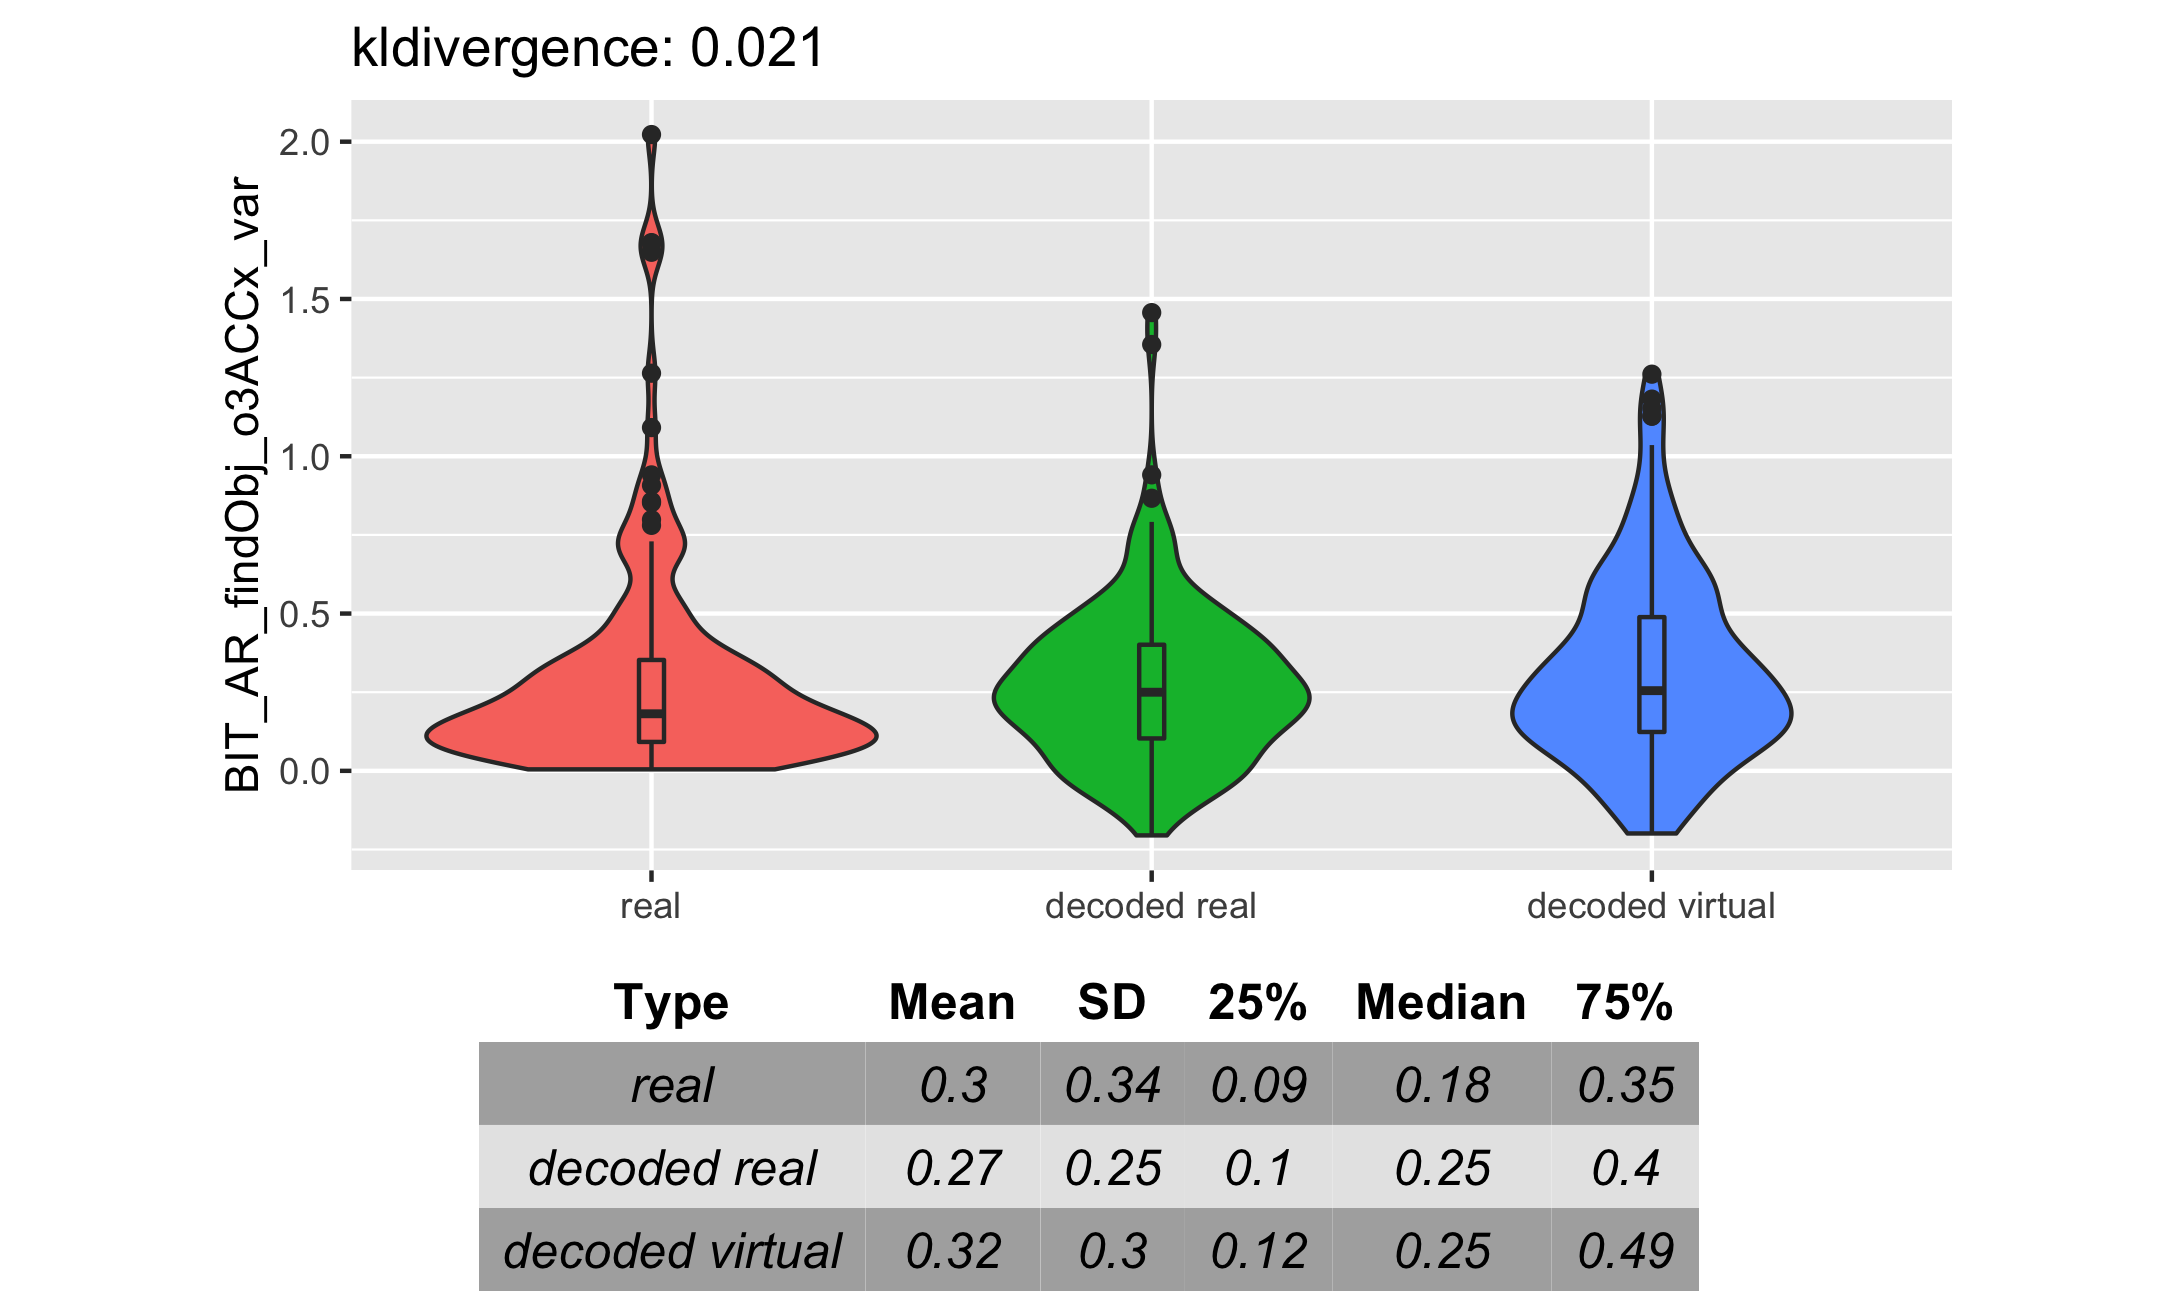 kldivergence: 0.021
BIT_AR_findObj_o3ACCx_var
2.0
1.5
1.0
0.5
0.0
real decoded real decoded virtual
Type Mean SD 25% Median 75%
real 0.3 0.34 0.09 0.18 0.35
decoded real 0.27 0.25 0.1 0.25 0.4
decoded virtual 0.32 0.3 0.12 0.25 0.49